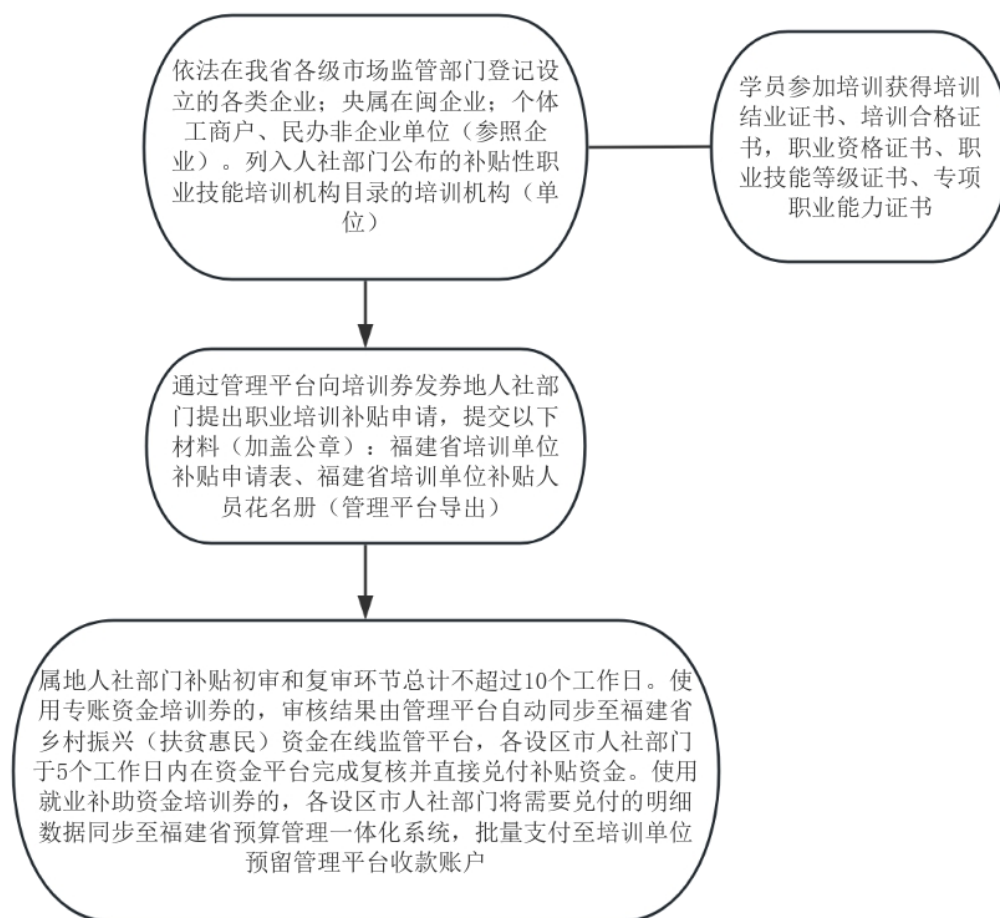 依法在我省各级市场监管部门登记设
立的各类企业；央属在闽企业；个体
工商户、民办非企业单位（参照企
业）。列入人社部门公布的补贴性职
业技能培训机构目录的培训机构（单
位）
学员参加培训获得培训
结业证书、培训合格证
书，职业资格证书、职
业技能等级证书、专项
职业能力证书
通过管理平台向培训券发券地人社部
门提出职业培训补贴申请，提交以下
材料（加盖公章）：福建省培训单位
补贴申请表、福建省培训单位补贴人
员花名册（管理平台导出）
属地人社部门补贴初审和复审环节总计不超过10个工作日。使
用专账资金培训券的，审核结果由管理平台自动同步至福建省
乡村振兴（扶贫惠民）资金在线监管平台，各设区市人社部门
于5个工作日内在资金平台完成复核并直接兑付补贴资金。使用
就业补助资金培训券的，各设区市人社部门将需要兑付的明细
数据同步至福建省预算管理一体化系统，批量支付至培训单位
预留管理平台收款账户